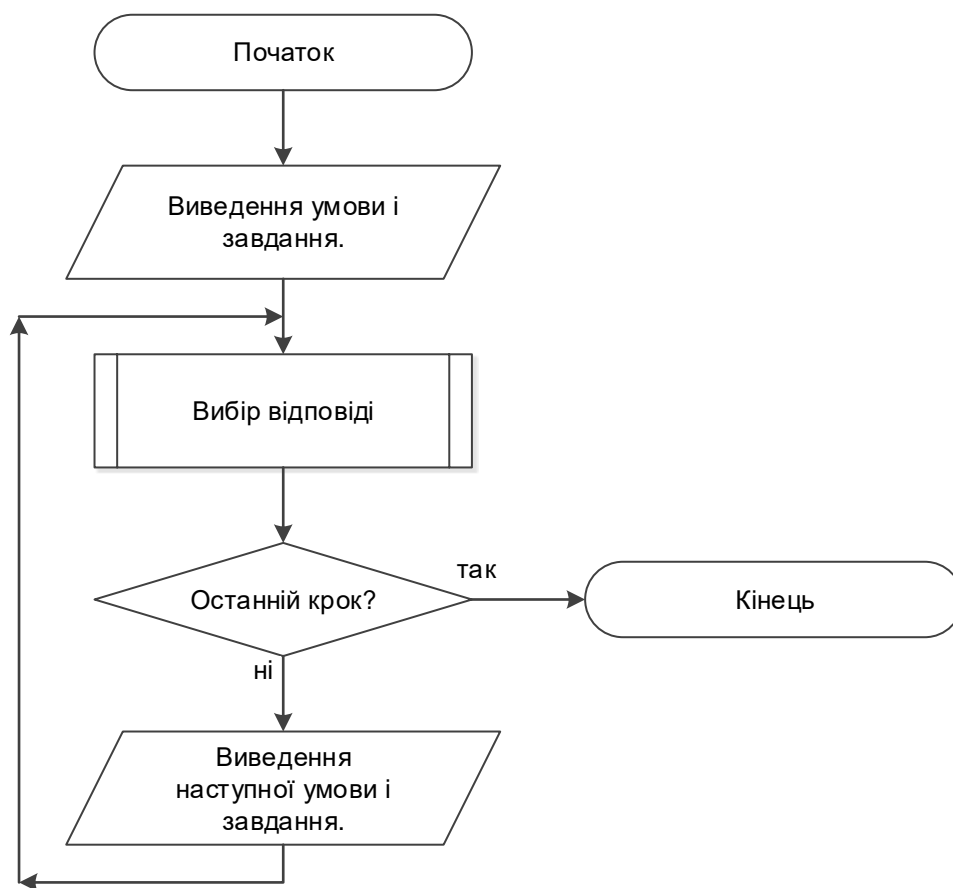 Початок
Виведення умови і
завдання.
Вибір відповіді
Останній крок?
так
Кінець
ні
Виведення
наступної умови і
завдання.